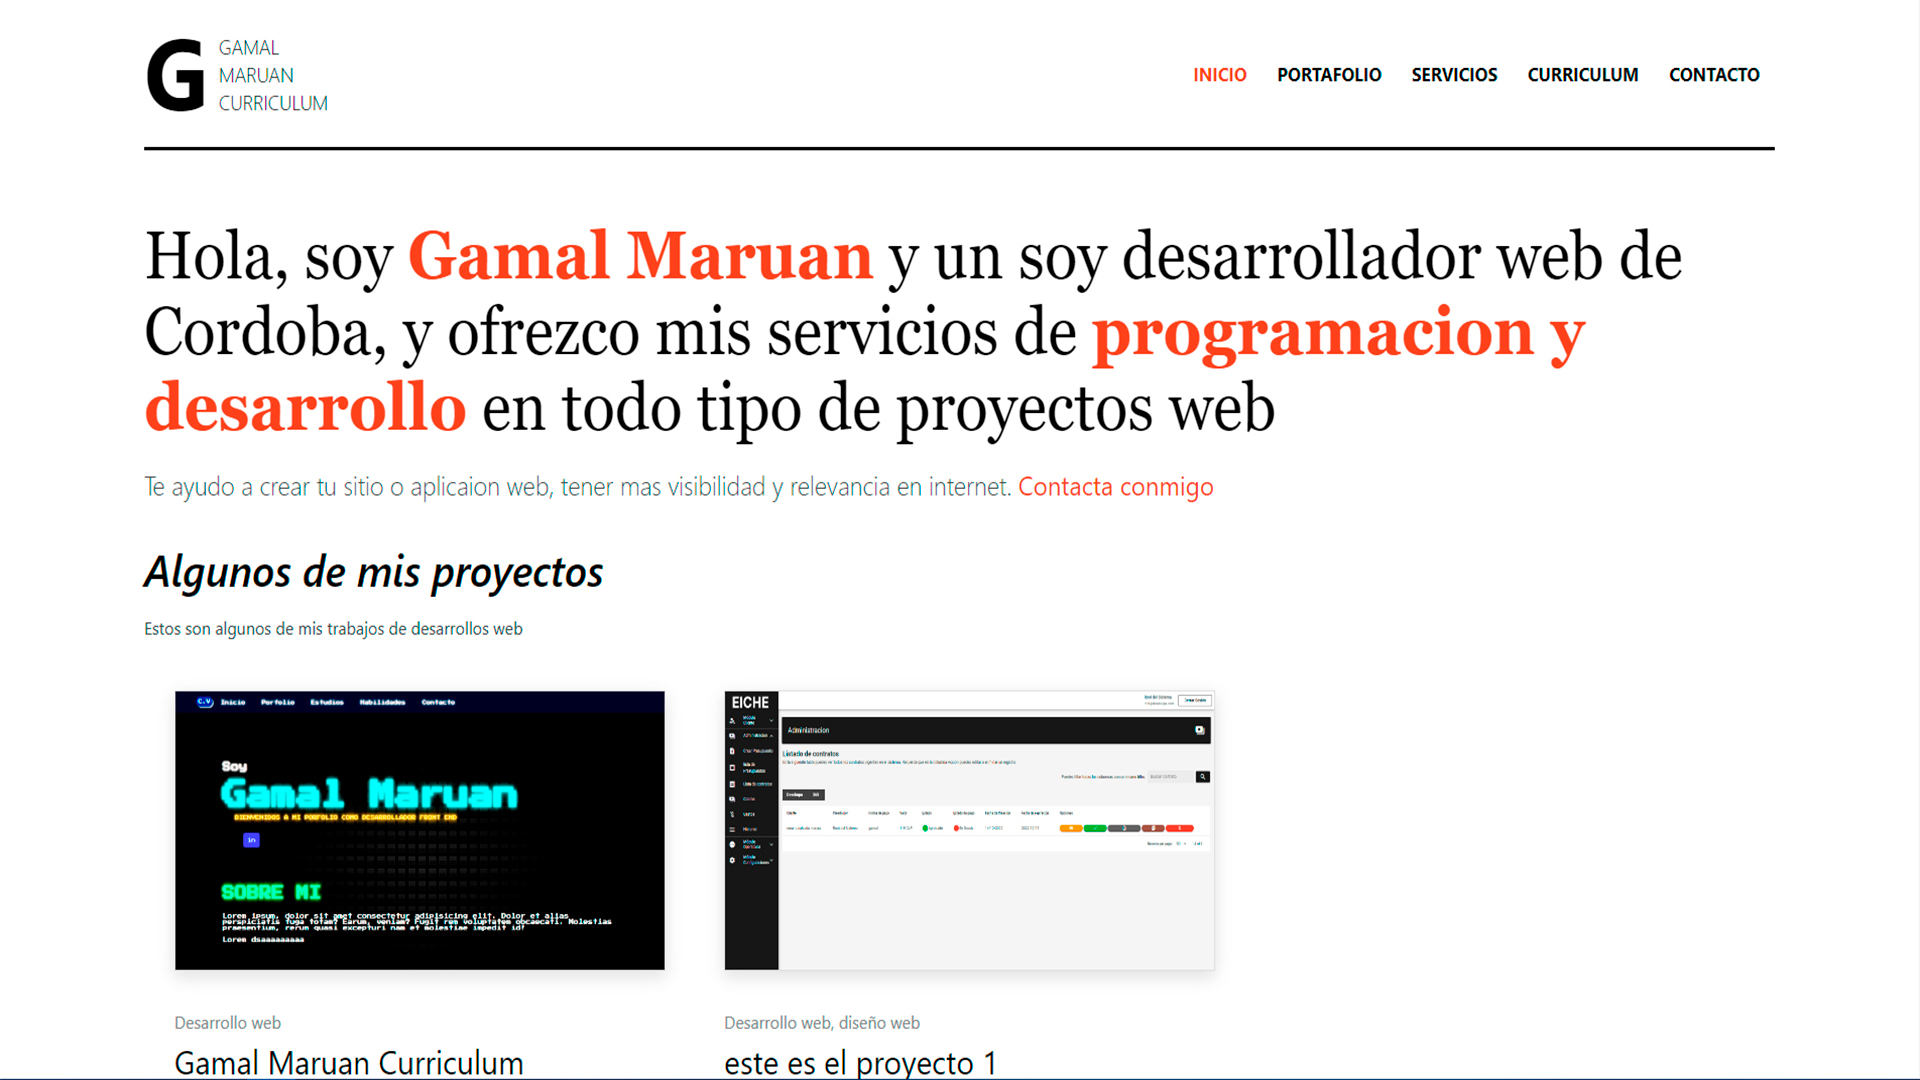 G
GAMAL
MARUAN
CURRICULUM
INICIO PORTAFOLIO SERVICIOS CURRICULUM CONTACTO
Hola, soy Gamal Maruan y un soy desarrollador web de
Cordoba, y ofrezco mis servicios de programacion y
desarrollo en todo tipo de proyectos web
Te ayudo a crear tu sitio o aplicaion web, tener mas visibilidad y relevancia en internet. Contacta conmigo
Algunos de mis proyectos
Estos son algunos de mis trabajos de desarrollos web
C.V Inicio Porfolio Estudios Habilidades Contacto
Soy
Gamal Maruan
BIENVENIDOS A MI PORFOLIO COMO DESARROLLADOR FRONT END
in
SOBRE MI
Lorem ipsum, dolor sit amet consectetur adipisicing elit. Dolor et alias
perspiciatis fuga totam? Earum, veniam? Fugit rem voluptatem obcaecati. Molestias
praesentium, rerum quasi excepturi nam et molestiae impedit id!
Lorem dsaaaaaaaaa
EICHE
Administracion
Listado de contratos
Desarrollo web
Gamal Maruan Curriculum
Desarrollo web, diseño web
este es el proyecto 1